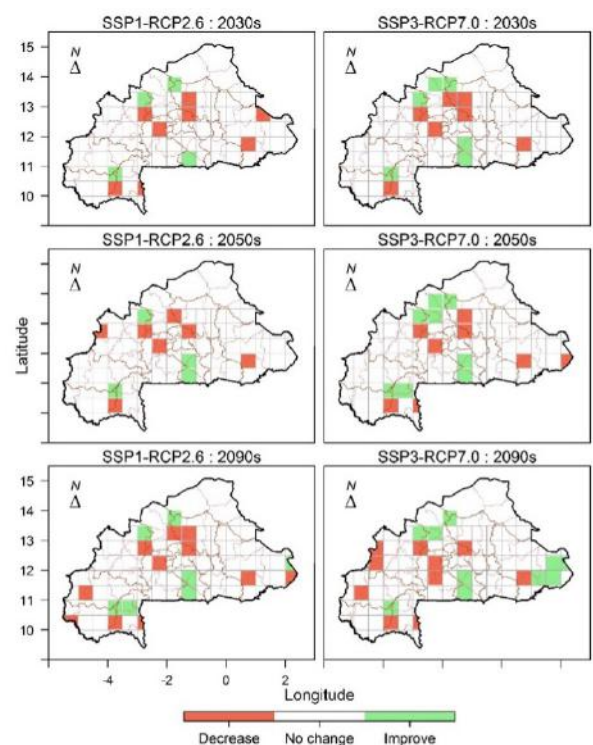 SSP1-RCP2.6 : 2030s
SSP3-RCP7.0 : 2030s
15
14
13
12
11
10
N
Δ
N
Δ
SSP1-RCP2.6 : 2050s
SSP3-RCP7.0 : 2050s
N
Δ
N
Δ
Latitude
SSP1-RCP2.6 : 2090s
SSP3-RCP7.0 : 2090s
15
14
13
12
11
10
N
Δ
N
Δ
-4 -2 0 2
Longitude
Decrease No change Improve